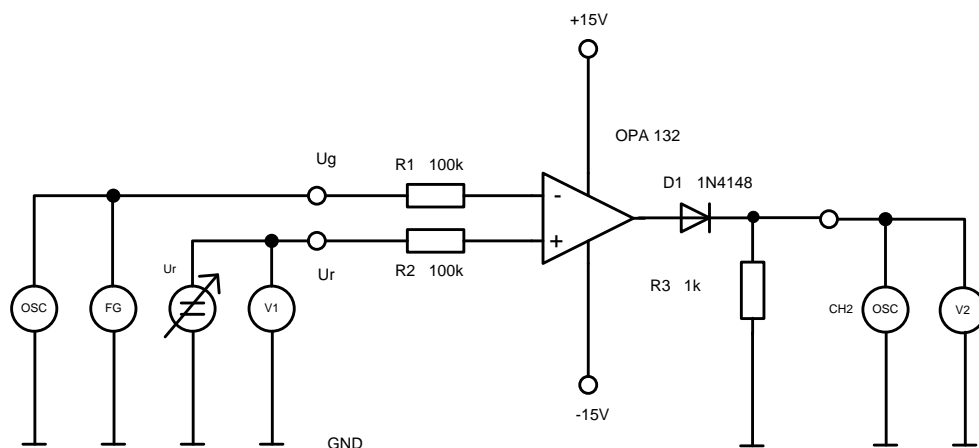 +15V
OPA 132
Ug
R1 100k
D1 1N4148
-
+
Ur
Ur
R2 100k
R3 1k
OSC
FG
V1
CH2
OSC
V2
-15V
GND